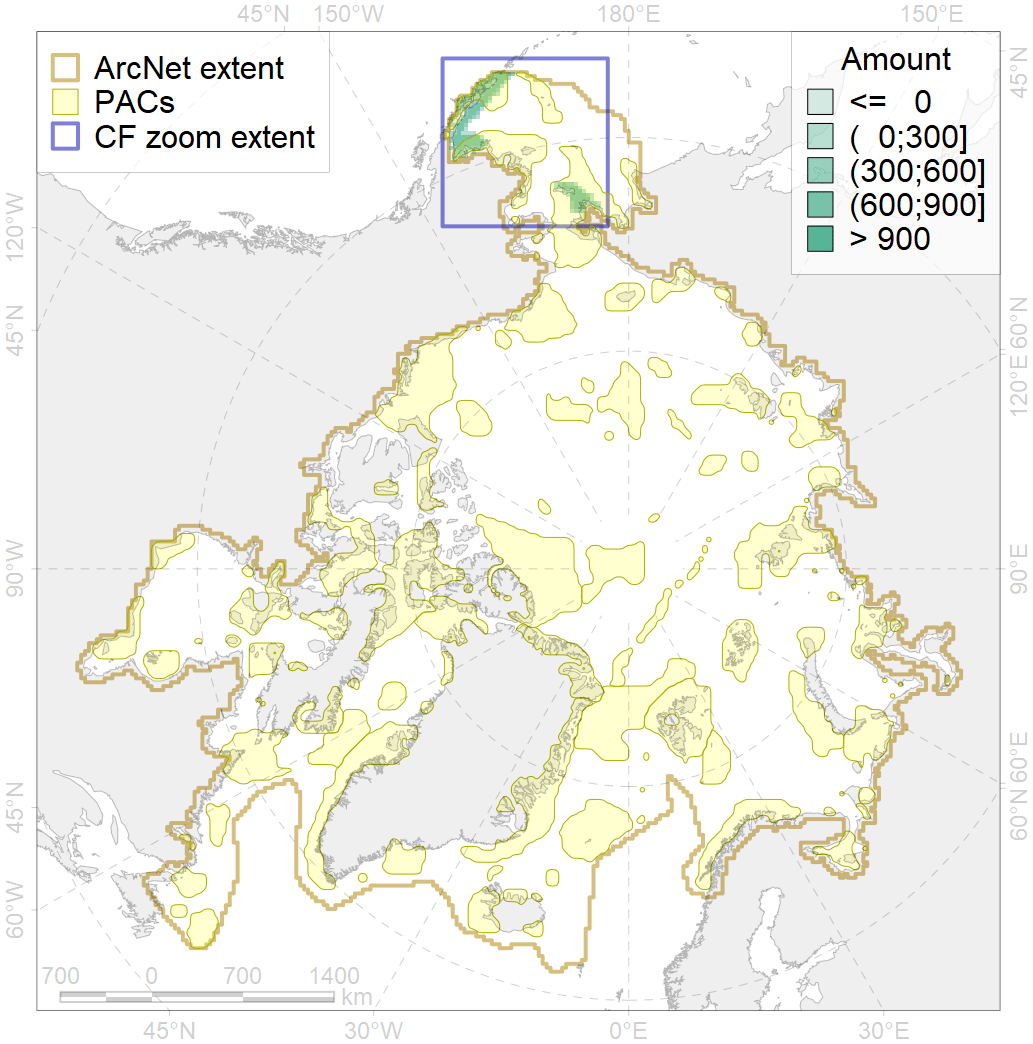 45°N 150°W 180°E 150°E
ArcNet extent
PACs
CF zoom extent
Amount
<= 0
( 0;300]
(300;600]
(600;900]
> 900
45°N
120°W
45°N
90°W
45°N
60°W
60°N
120°E
90°E
60°E
60°N
700 0 700 1400
km
45°N 30°W 0°E 30°E